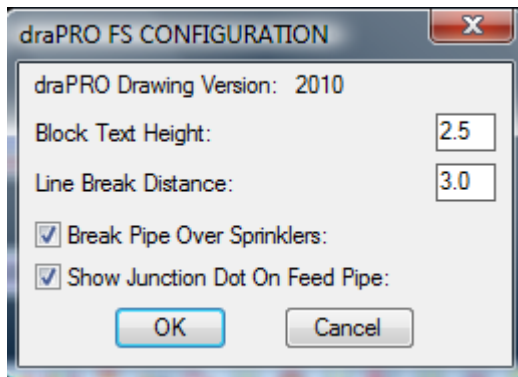 draPRO FS CONFIGURATION
draPRO Drawing Version: 2010
Block Text Height: 2.5
Line Break Distance: 3.0
Break Pipe Over Sprinklers:
Show Junction Dot On Feed Pipe:
OK Cancel